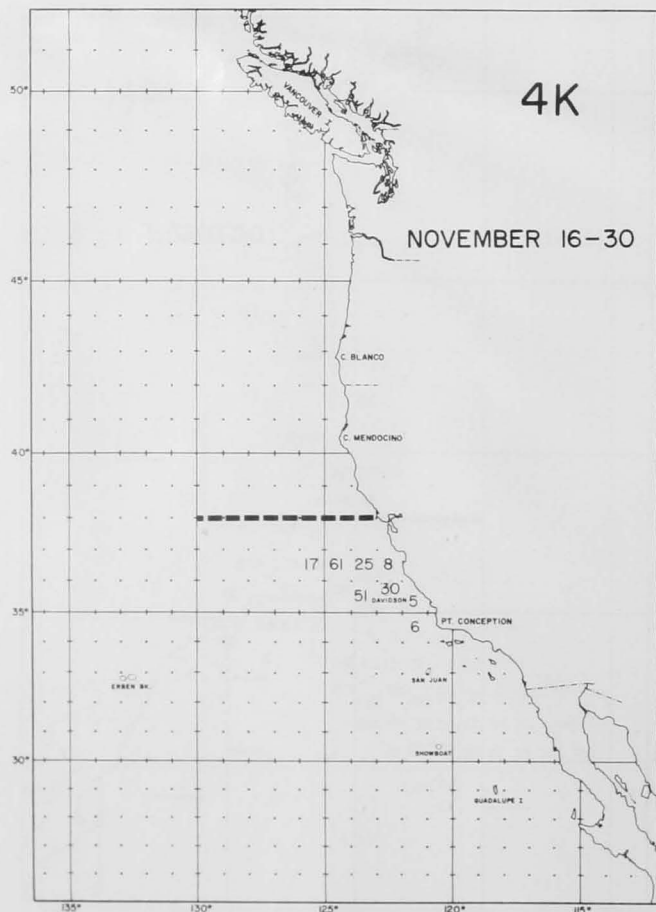 4K
50°
VANCOUVER
NOVEMBER 16-30
45°
C. BLANCO
C. MENDOCINO
40°
17 61 25 8
51 30 5
DAVIDSON
35°
6 PT. CONCEPTION
SAN JUAN
ERBEN BK.
SHOWBOAT
30°
GUADALUPE I
135° 130° 125° 120° 115°